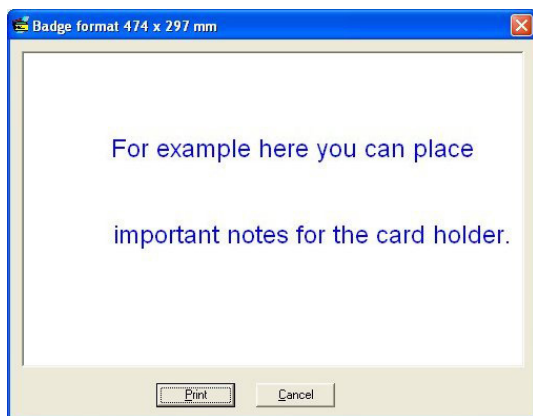 Badge format 474 x 297 mm
For example here you can place
important notes for the card holder.
Print
Cancel